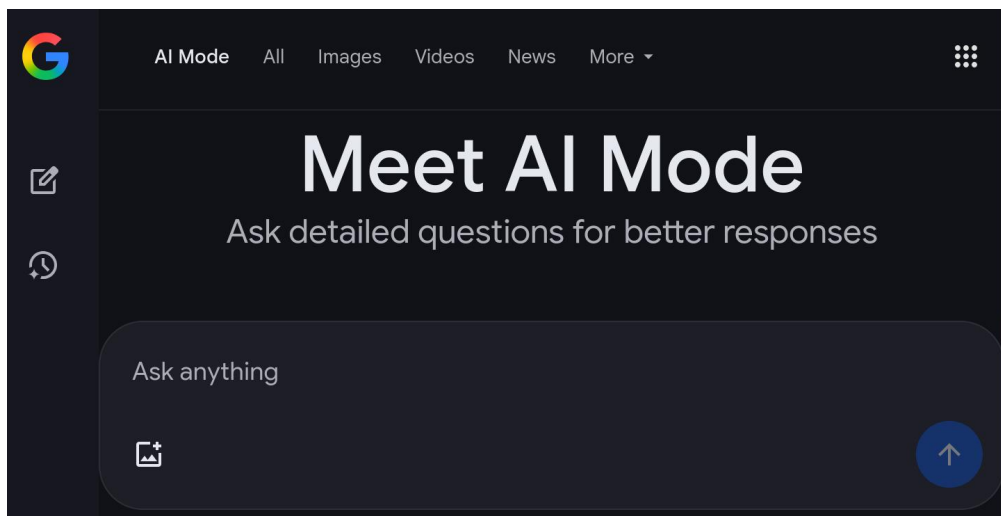 AI Mode All Images Videos News More
Meet AI Mode
Ask detailed questions for better responses
Ask anything